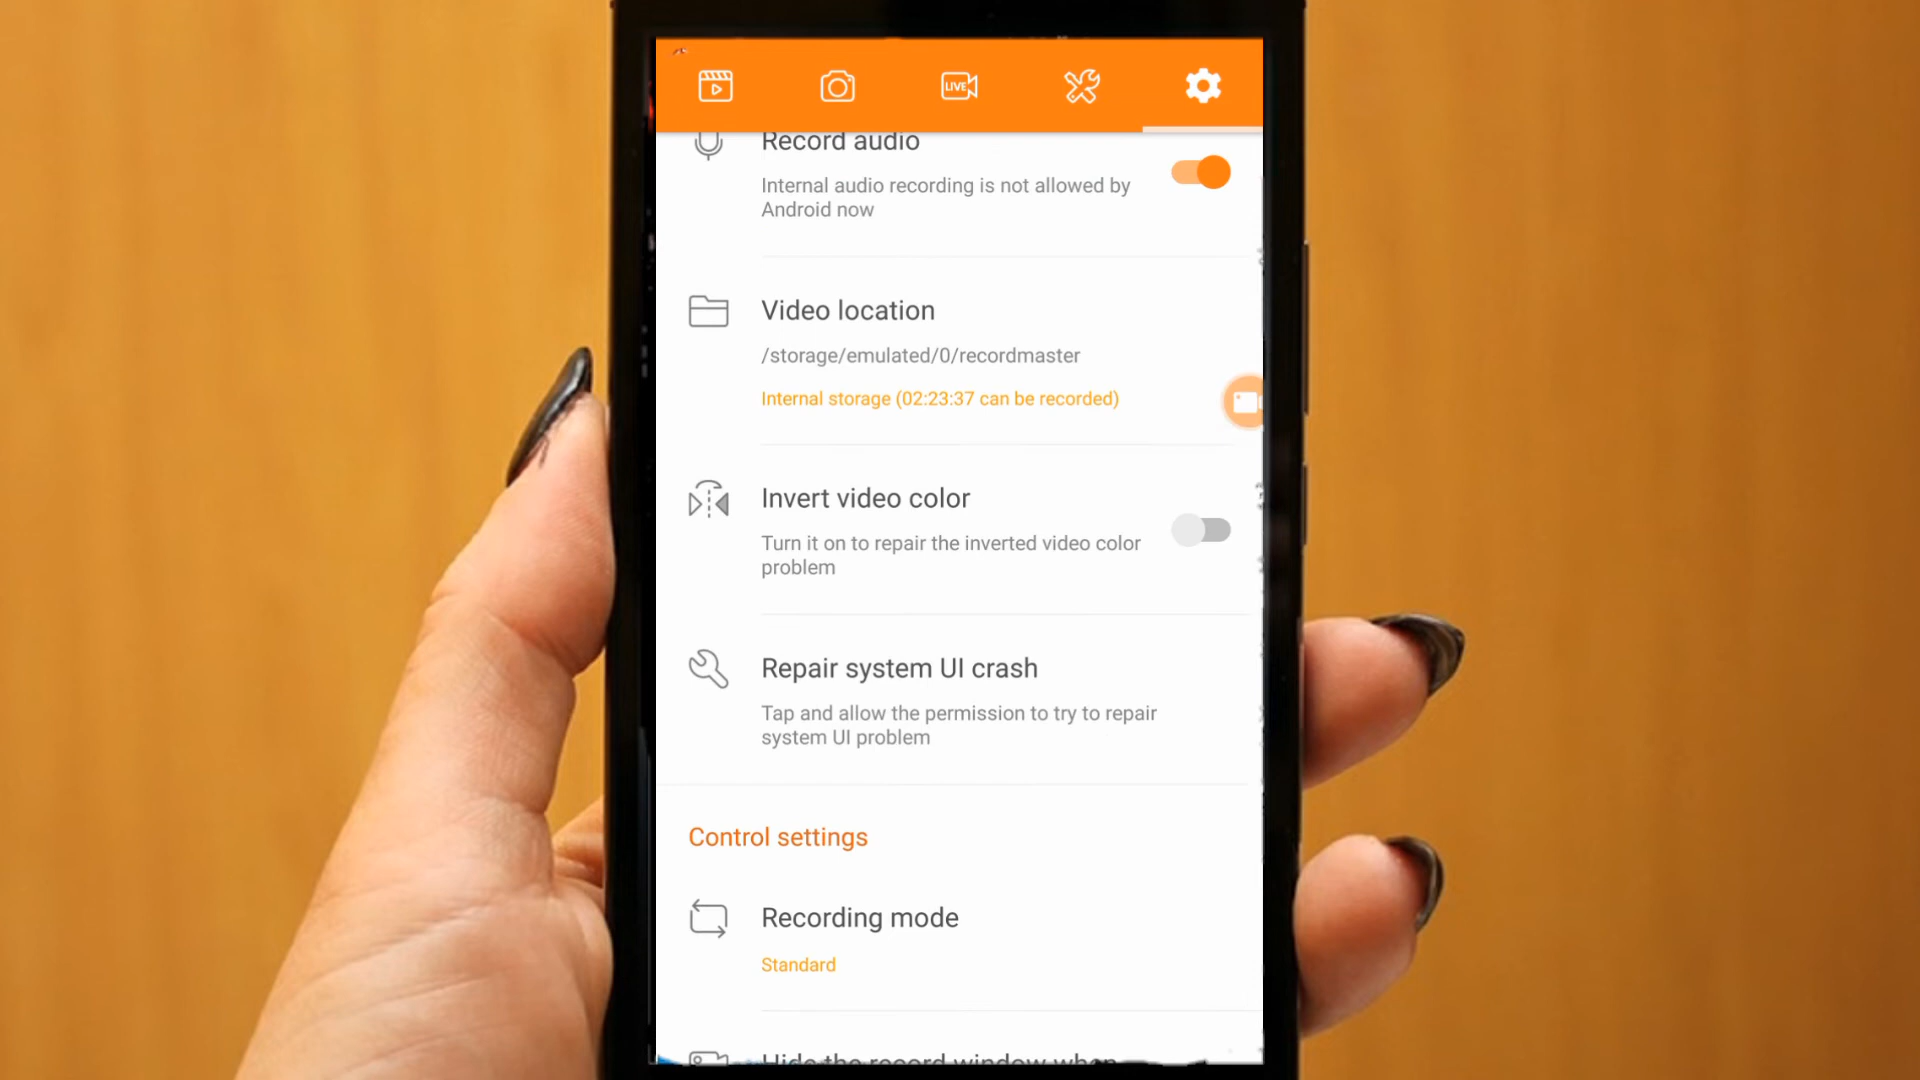 LIVE
Record audio
Internal audio recording is not allowed by
Android now
Video location
/storage/emulated/0/recordmaster
Internal storage (02:23:37 can be recorded)
Invert video color
Turn it on to repair the inverted video color
problem
Repair system UI crash
Tap and allow the permission to try to repair
system UI problem
Control settings
Recording mode
Standard
Hide the record window when